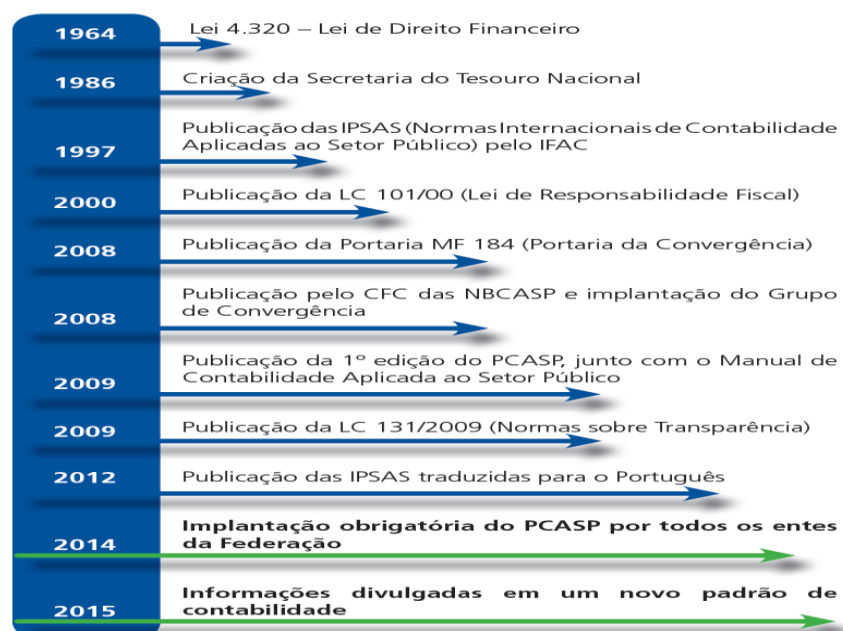 1964
Lei 4.320 – Lei de Direito Financeiro
1986
Criação da Secretaria do Tesouro Nacional
1997
Publicação das IPSAS (Normas Internacionais de Contabilidade
Aplicadas ao Setor Público) pelo IFAC
2000
Publicação da LC 101/00 (Lei de Responsabilidade Fiscal)
2008
Publicação da Portaria MF 184 (Portaria da Convergência)
2008
Publicação pelo CFC das NBCASP e implantação do Grupo
de Convergência
2009
Publicação da 1º edição do PCASP, junto com o Manual de
Contabilidade Aplicada ao Setor Público
2009
Publicação da LC 131/2009 (Normas sobre Transparência)
2012
Publicação das IPSAS traduzidas para o Português
2014
Implantação obrigatória do PCASP por todos os entes
da Federação
2015
Informações divulgadas em um novo padrão de
contabilidade